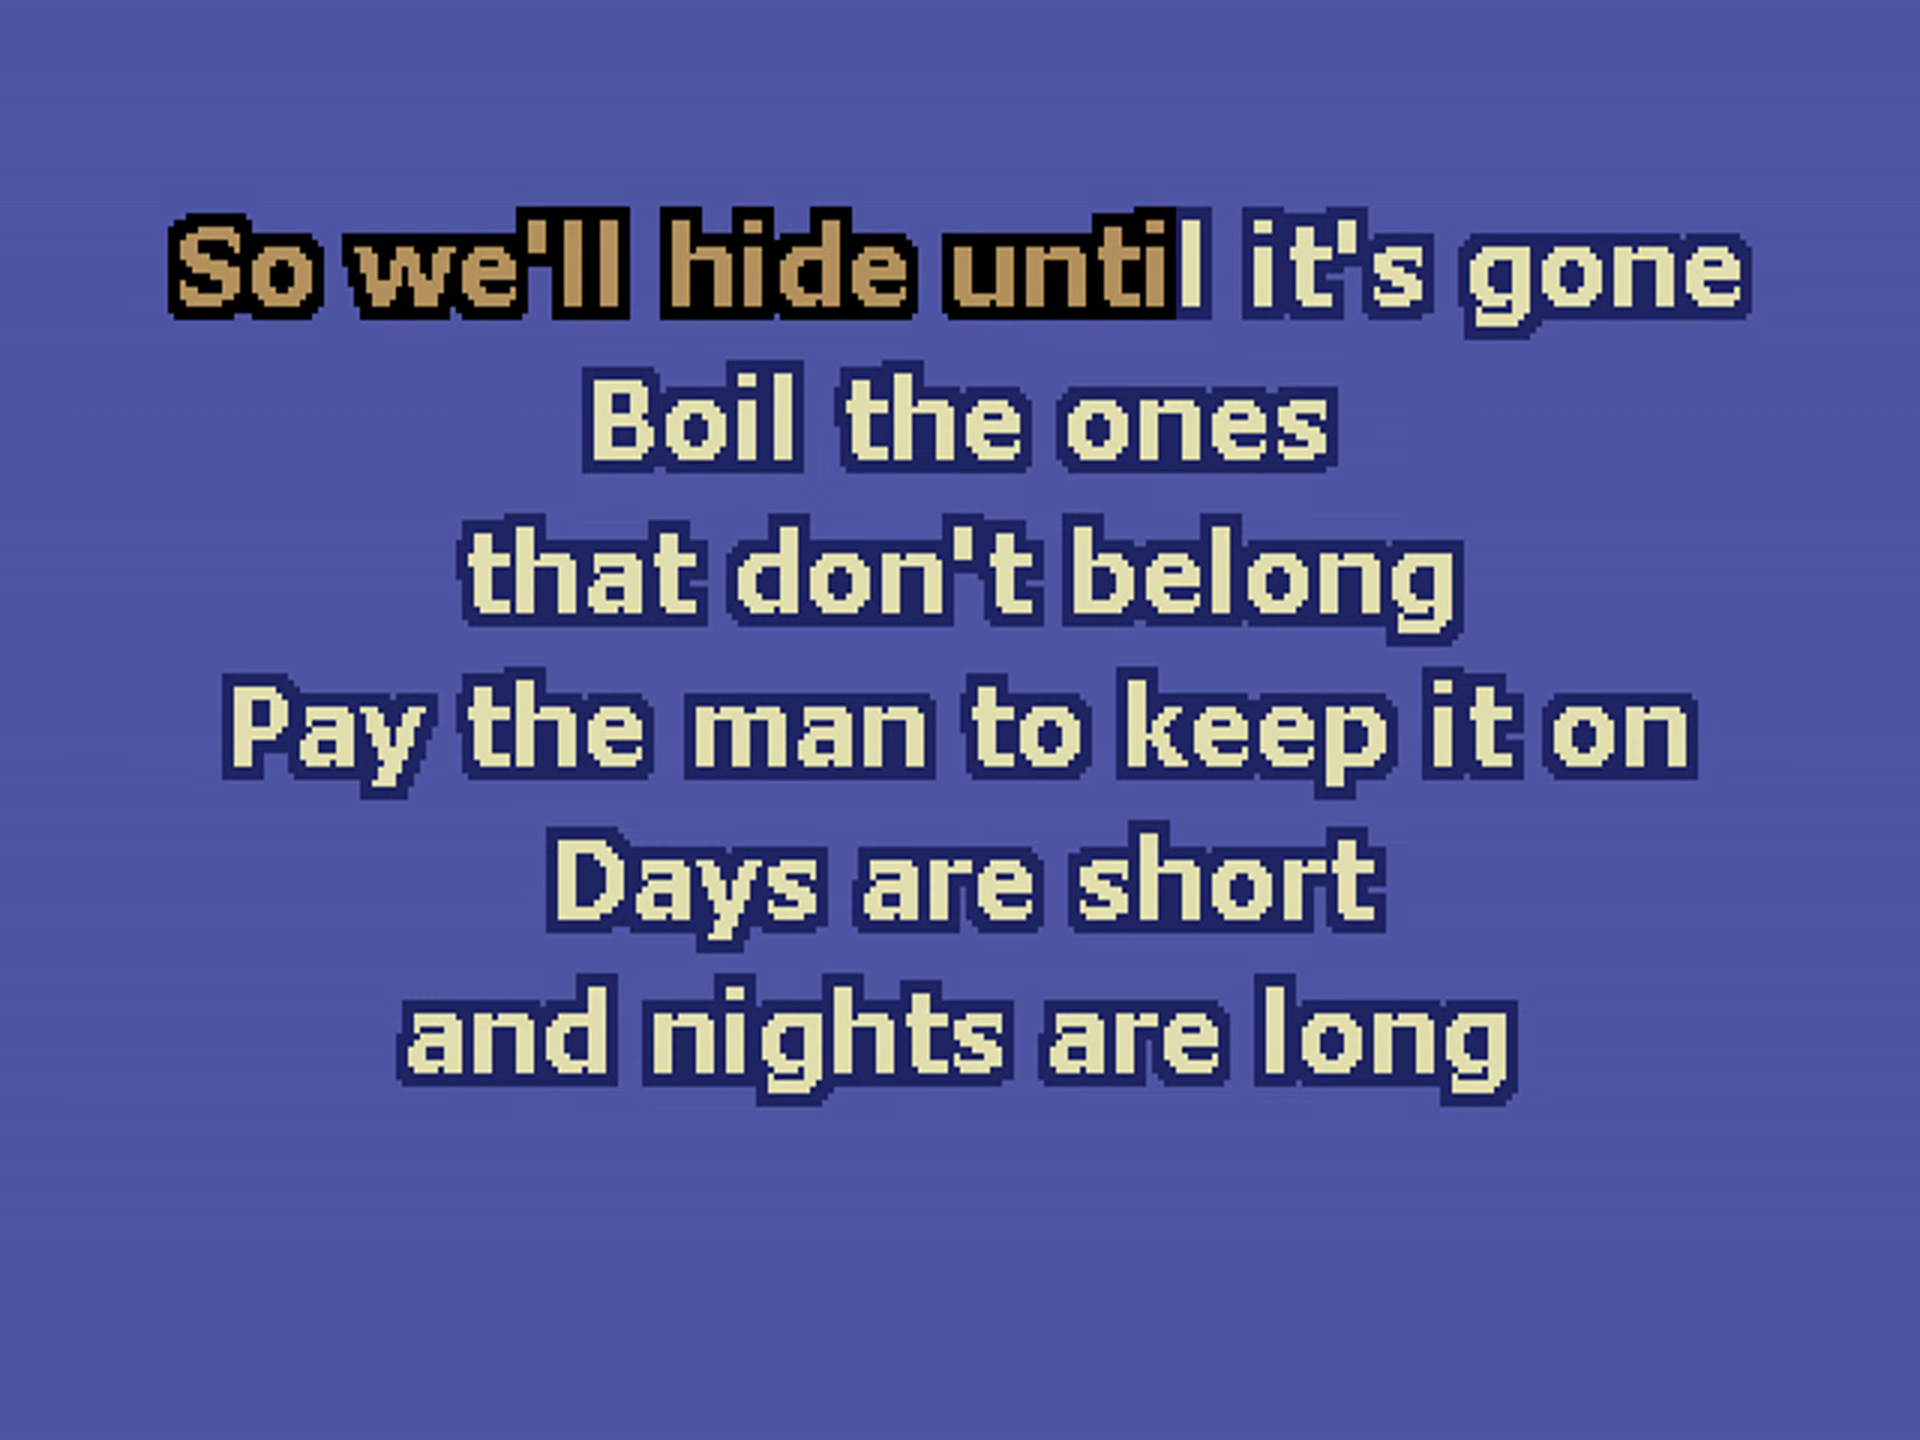 So we'll hide until it's gone
Boil the ones
that don't belong
Pay the man to keep it on
Days are short
and nights are long